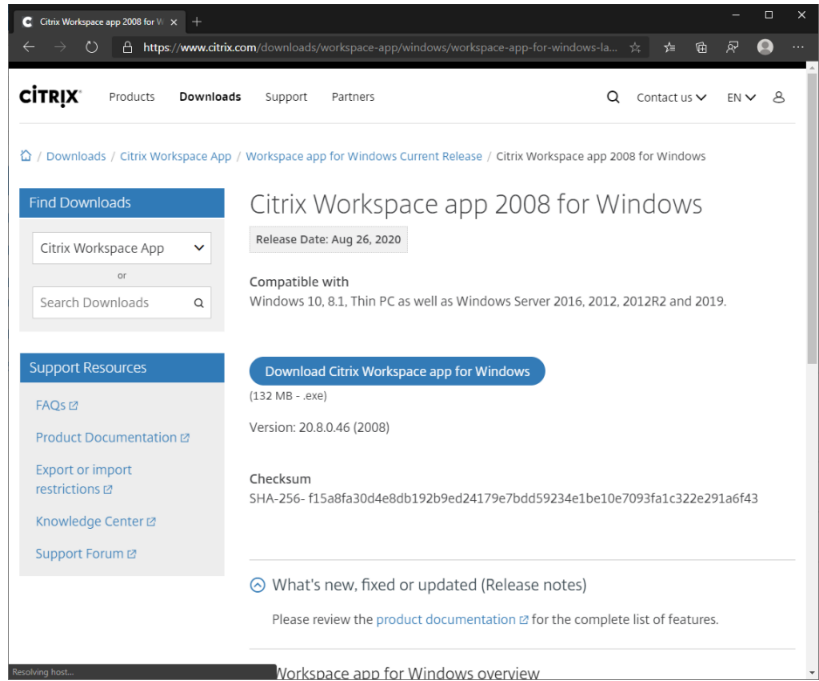 Citrix Workspace app 2008 for W
https://www.citrix.com/downloads/workspace-app/windows/workspace-app-for-windows-la...
CİTRỊX
Products Downloads Support Partners Contact us EN
/ Downloads / Citrix Workspace App / Workspace app for Windows Current Release / Citrix Workspace app 2008 for Windows
Find Downloads
Citrix Workspace App
or
Search Downloads
Support Resources
FAQs
Product Documentation
Export or import
restrictions
Knowledge Center
Support Forum
Citrix Workspace app 2008 for Windows
Release Date: Aug 26, 2020
Compatible with
Windows 10, 8.1, Thin PC as well as Windows Server 2016, 2012, 2012R2 and 2019.
Download Citrix Workspace app for Windows
(132 MB - .exe)
Version: 20.8.0.46 (2008)
Checksum
SHA-256- f15a8fa30d4e8db192b9ed24179e7bdd59234e1be10e7093fa1c322e291a6f43
What's new, fixed or updated (Release notes)
Please review the product documentation for the complete list of features.
Workspace app for Windows overview
Resolving host...